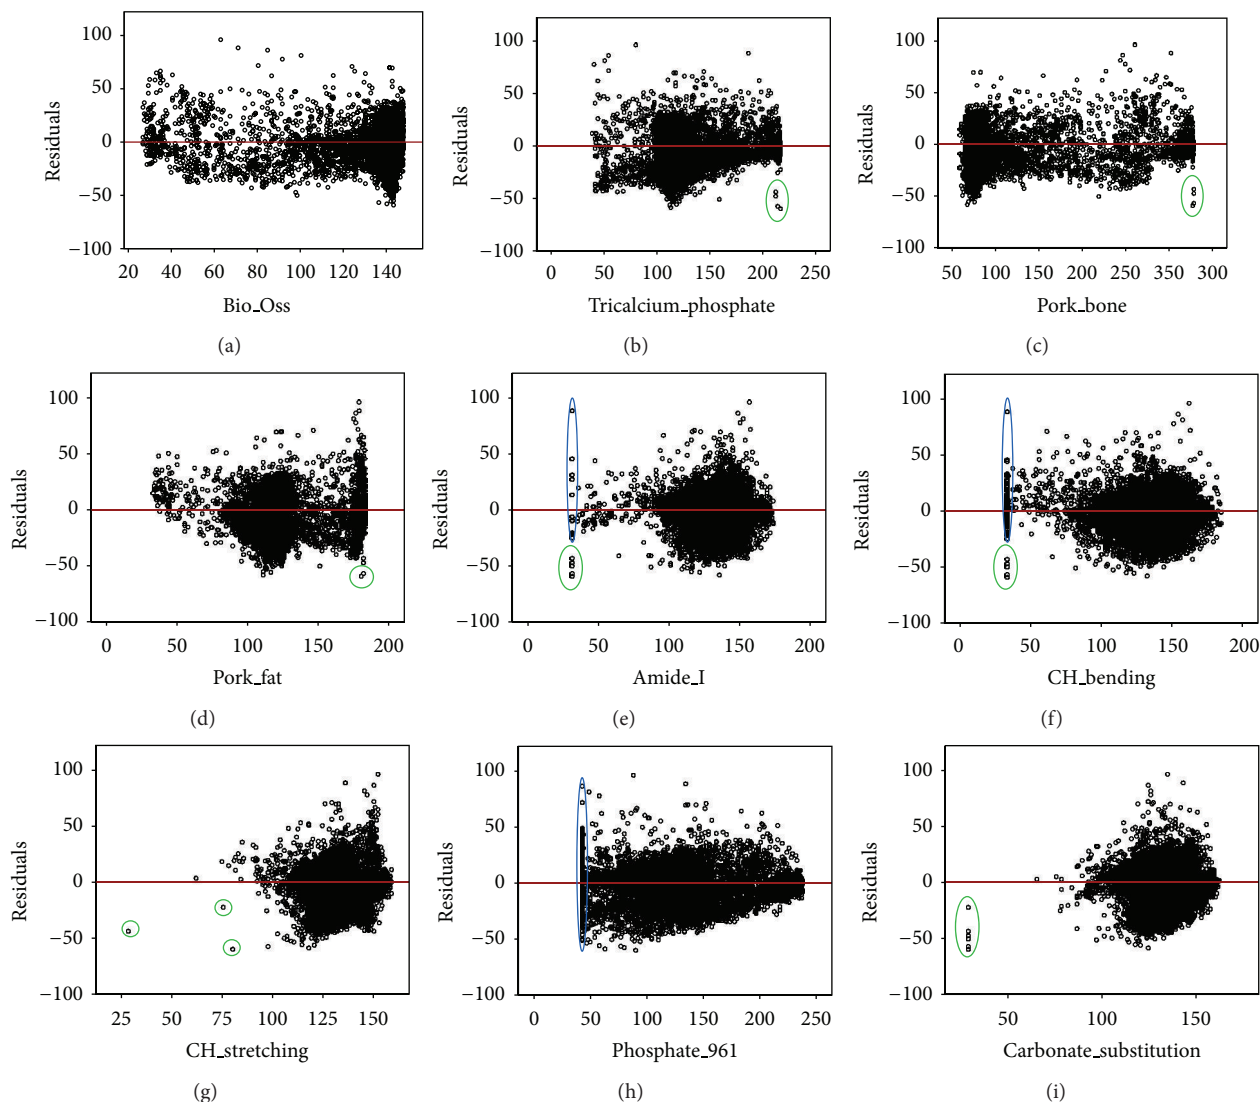 100
50
0
−50
−100
Residuals
20 40 60 80 100 120 140
Bio_Oss
(a)
100
50
0
−50
−100
Residuals
0 50 100 150 200 250
Tricalcium_phosphate
(b)
100
50
0
−50
−100
Residuals
50 100 150 200 250 378 300
Pork_bone
(c)
100
50
0
−50
−100
Residuals
0 50 100 150 200
Pork_fat
(d)
100
50
0
−50
−100
Residuals
0 50 100 150 200
Amide_I
(e)
100
50
0
−50
−100
Residuals
0 50 100 150 200
CH_bending
(f)
100
50
0
−50
−100
Residuals
25 50 75 100 125 150
CH_stretching
(g)
100
50
0
−50
−100
Residuals
0 50 100 150 200 250
Phosphate_961
(h)
100
50
0
−50
−100
Residuals
50 100 150
Carbonate_substitution
(i)